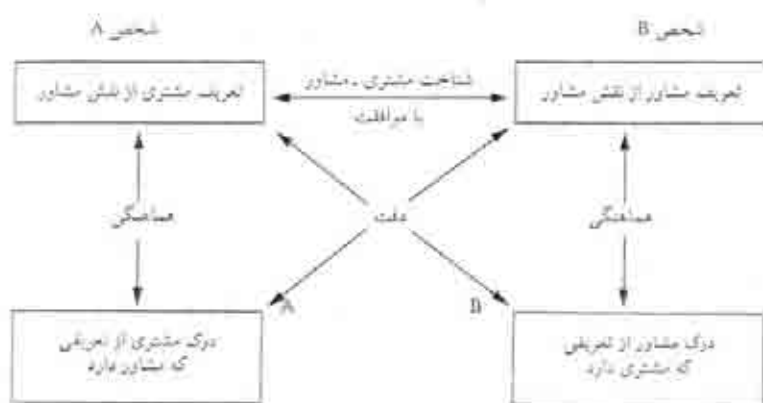 شخص A
شخص B
تعریف مشتری از نقش مشاور
شناخت مشتری - مشاور
یا موافقت
تعریف مشاور از نقش مشاور
هماهنگی
دقت
هماهنگی
A
B
درک مشتری از تعریفی
که مشاور دارد
درک مشاور از تعریفی
که مشتری دارد